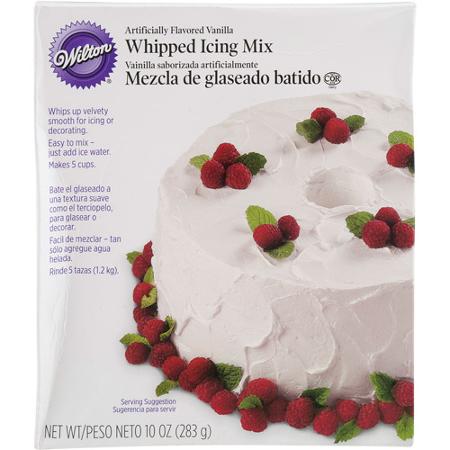 Wilton
Artificially Flavored Vanilla
Whipped Icing Mix
Vainilla saborizada artificialmente
Mezcla de glaseado batido
COR
Whips up velvety
smooth for icing or
decorating.
Easy to mix –
just add ice water.
Makes 5 cups.
Bate el glaseado a
una textura suave
como el terciopelo,
para glasear o
decorar.
Facil de mezclar – tan
sólo agregue agua
helada.
Rinde 5 tazas (1.2 kg).
Serving Suggestion
Sugerencia para servir
NET WT/PESO NETO 10 OZ (283 g)